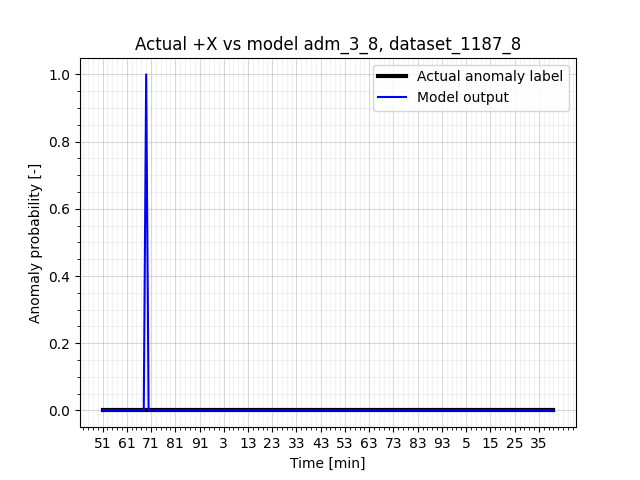 Actual +X vs model adm_3_8, dataset_1187_8
Actual anomaly label
Model output
Anomaly probability [-]
1.0
0.8
0.6
0.4
0.2
0.0
51 61 71 81 91 3 13 23 33 43 53 63 73 83 93 5 15 25 35
Time [min]